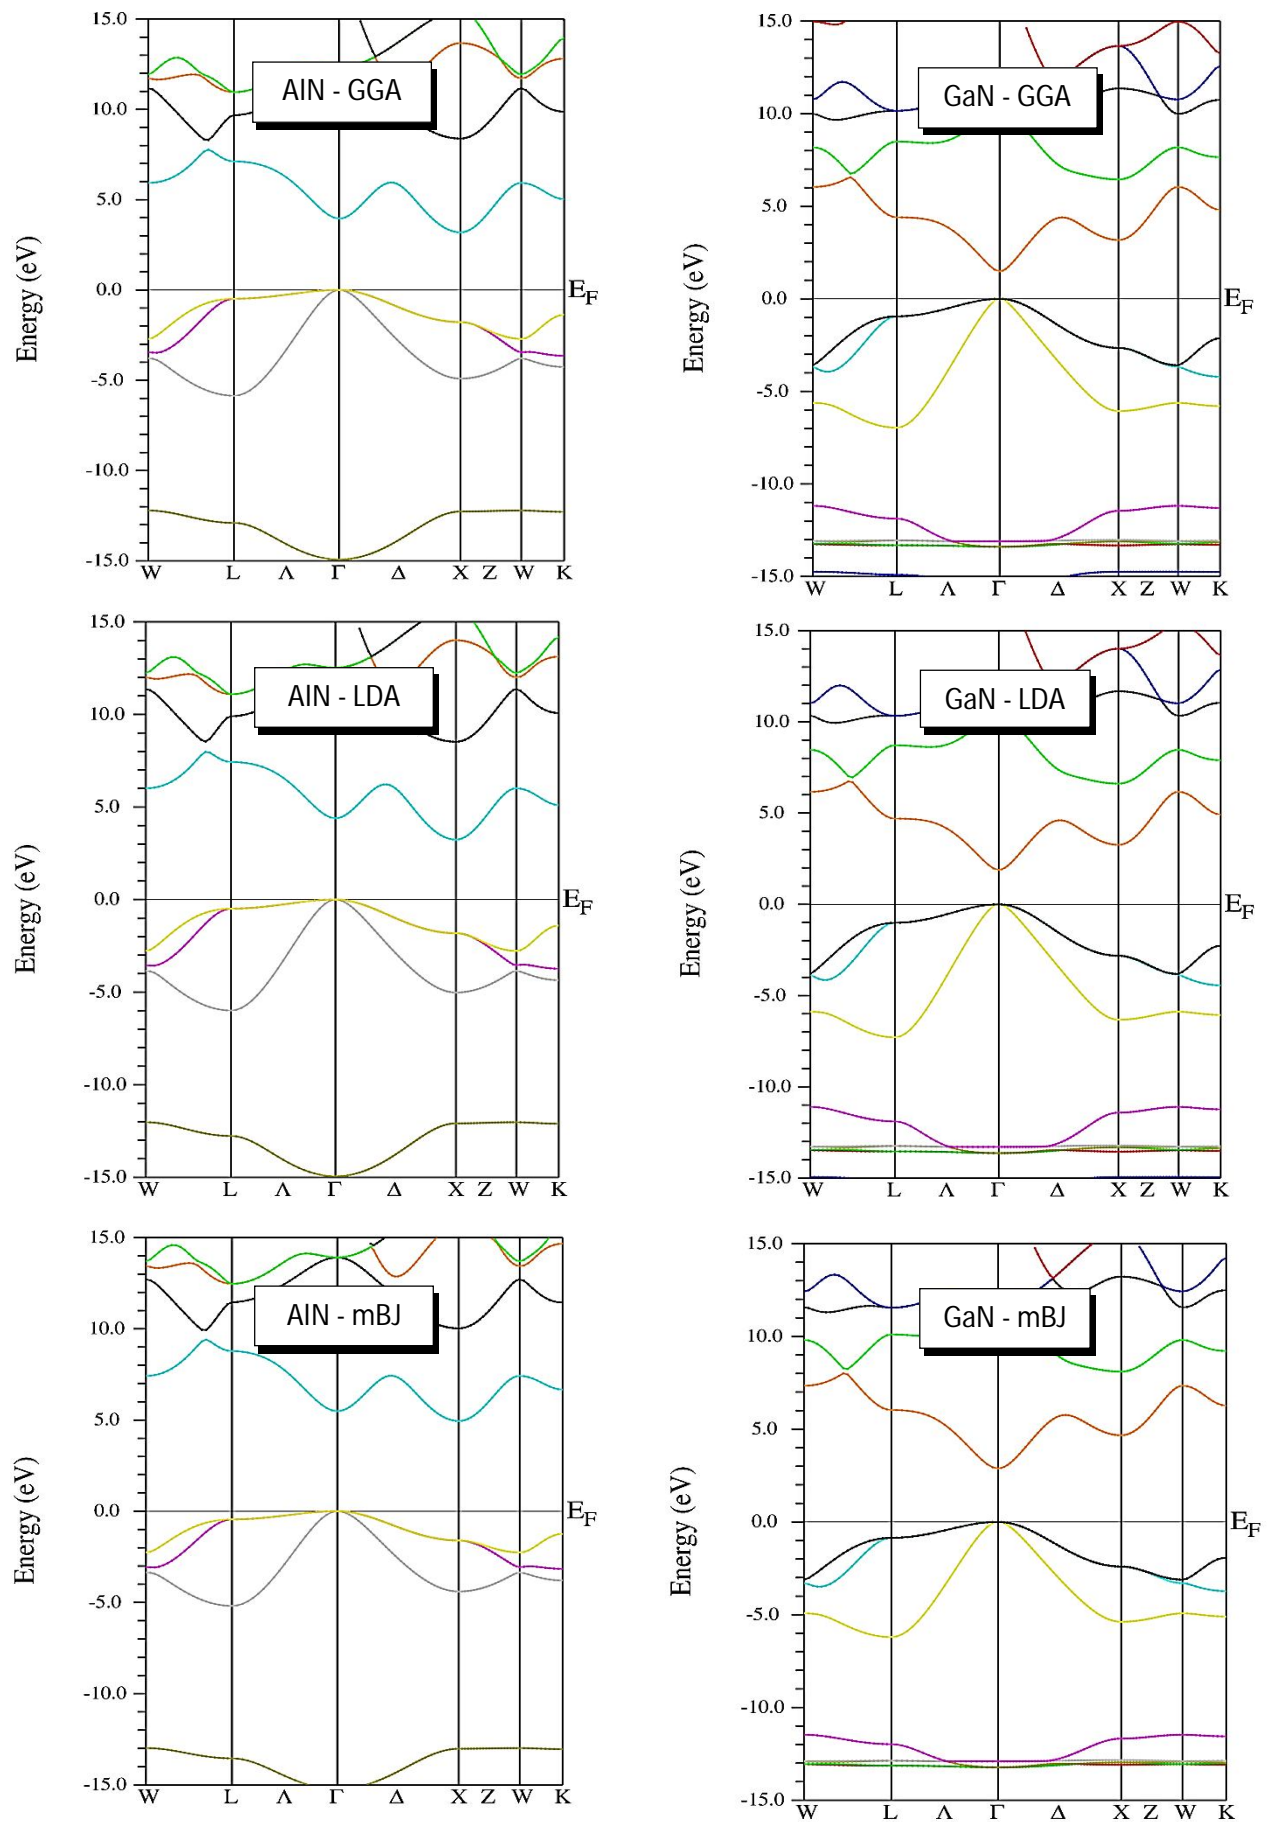 15.0
10.0
5.0
0.0
-5.0
-10.0
-15.0
Energy (eV)
AlN - GGA
E_F
W L Λ Γ Δ X Z W K
15.0
10.0
5.0
0.0
-5.0
-10.0
-15.0
Energy (eV)
GaN - GGA
E_F
W L Λ Γ Δ X Z W K
15.0
10.0
5.0
0.0
-5.0
-10.0
-15.0
Energy (eV)
AlN - LDA
E_F
W L Λ Γ Δ X Z W K
15.0
10.0
5.0
0.0
-5.0
-10.0
-15.0
Energy (eV)
GaN - LDA
E_F
W L Λ Γ Δ X Z W K
15.0
10.0
5.0
0.0
-5.0
-10.0
-15.0
Energy (eV)
AlN - mBJ
E_F
W L Λ Γ Δ X Z W K
15.0
10.0
5.0
0.0
-5.0
-10.0
-15.0
Energy (eV)
GaN - mBJ
E_F
W L Λ Γ Δ X Z W K